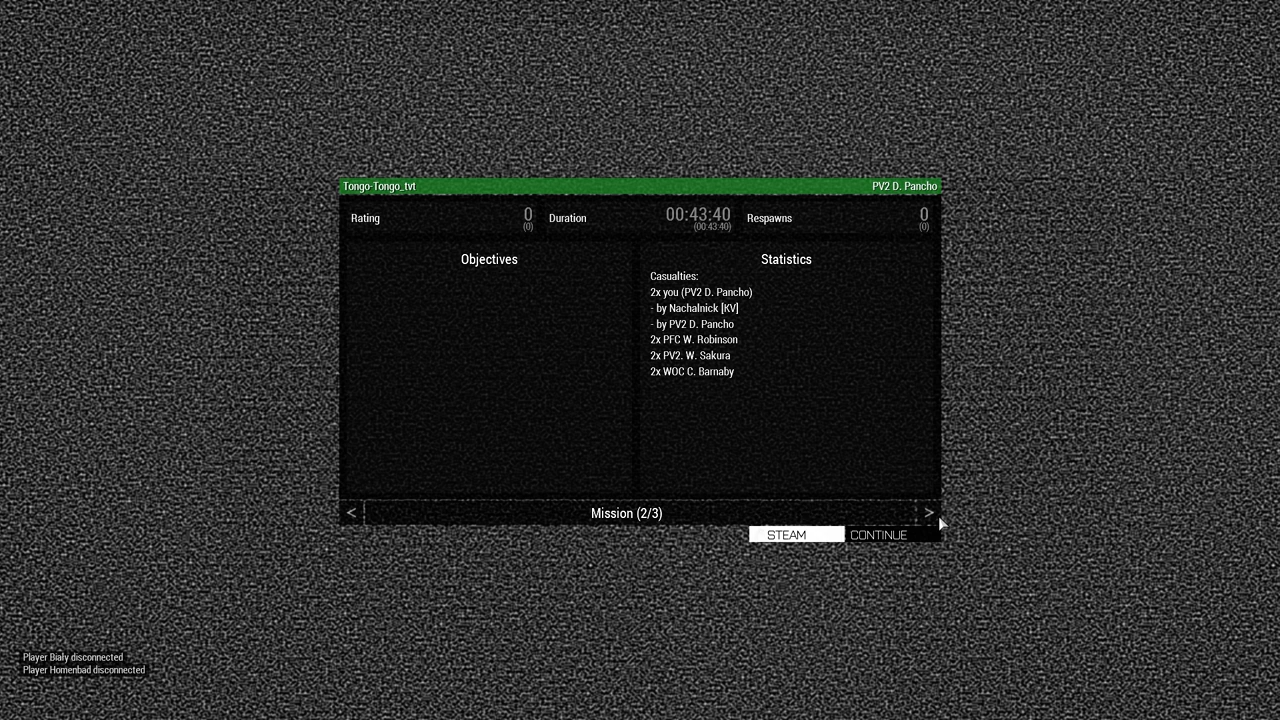 Tongo-Tongo_tvt PV2 D. Pancho
Rating 0 (0) Duration 00:43:40 (00:43:40) Respawns 0 (0)
Objectives
Statistics
Casualties:
2x you (PV2 D. Pancho)
- by Nachalnick [KV]
- by PV2 D. Pancho
2x PFC W. Robinson
2x PV2. W. Sakura
2x WOC C. Barnaby
< Mission (2/3) >
STEAM CONTINUE
Player Biały disconnected
Player Homenbad disconnected